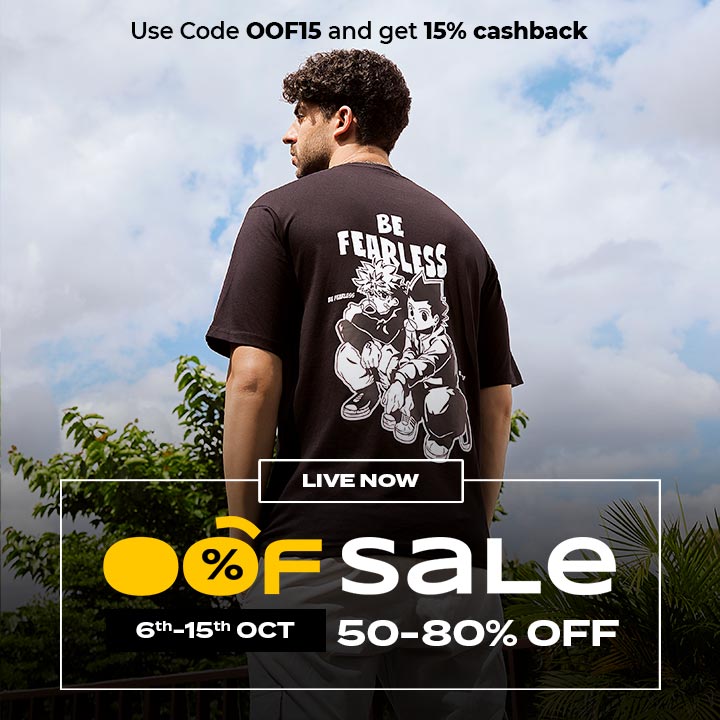 Use Code OOF15 and get 15% cashback
BE
FEARLESS
BE FEARLESS
LIVE NOW
OOF SALE
%
6th-15th OCT
50-80% OFF